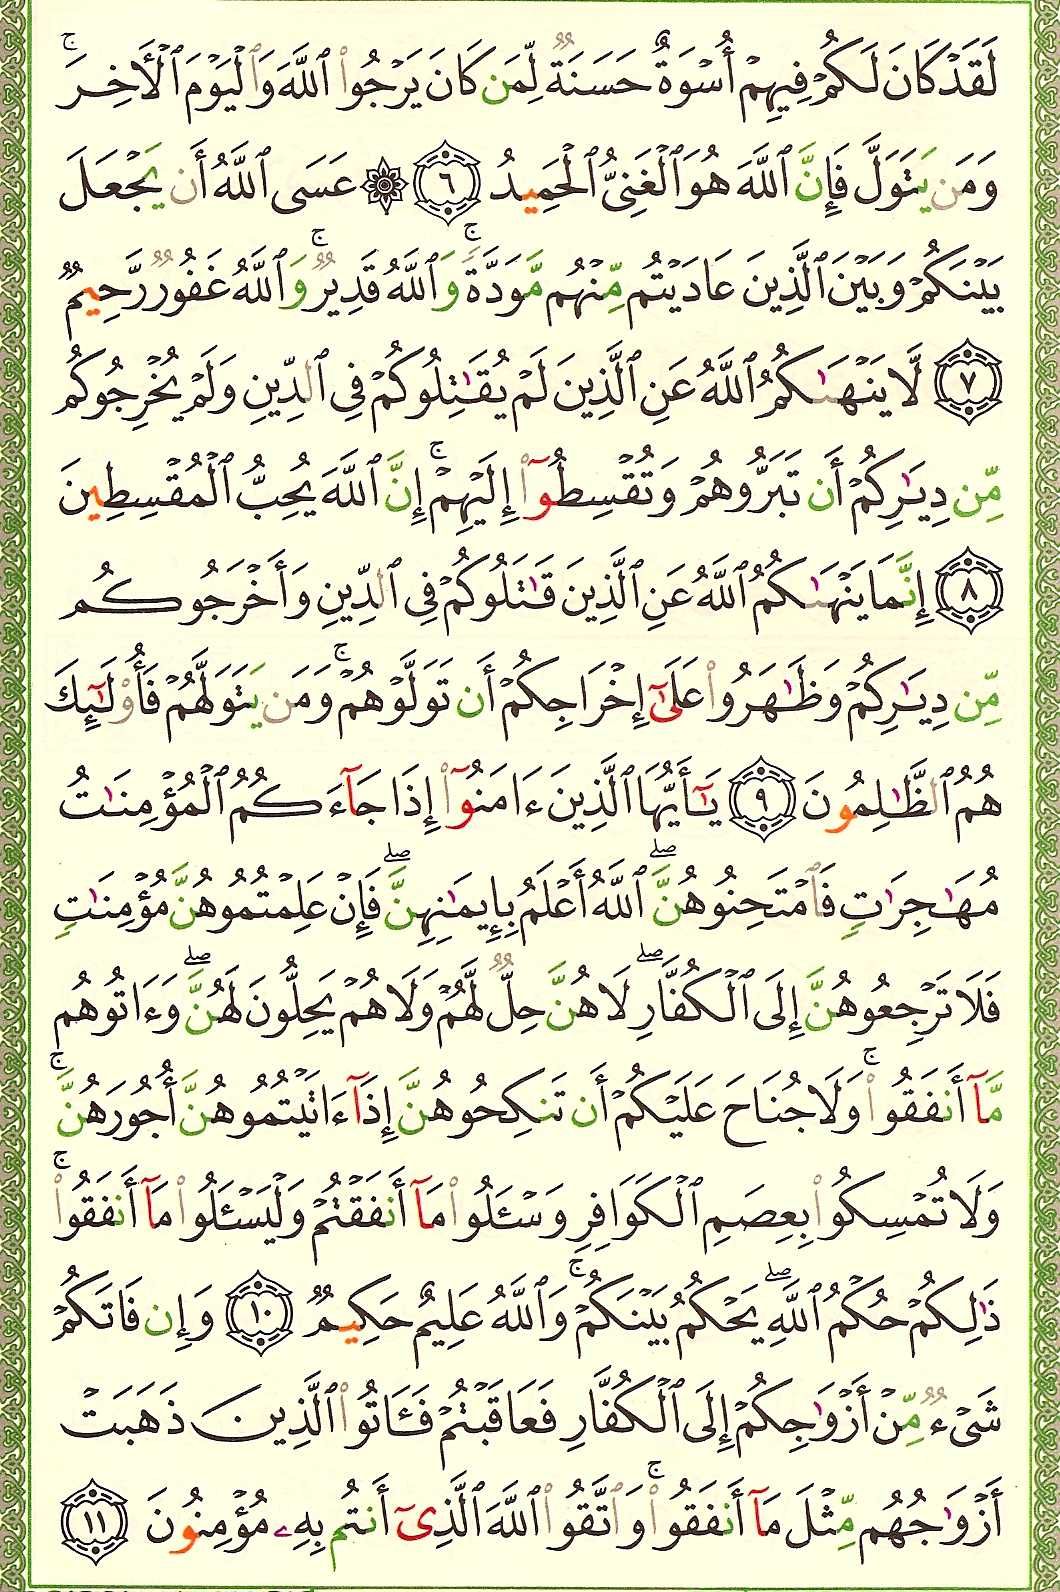 لَقَدۡ كَانَ لَكُمۡ فِيهِمۡ أُسۡوَةٌ حَسَنَةٞ لِّمَن كَانَ يَرۡجُواْ ٱللَّهَ وَٱلۡيَوۡمَ ٱلۡأٓخِرَۚ
وَمَن يَتَوَلَّ فَإِنَّ ٱللَّهَ هُوَ ٱلۡغَنِيُّ ٱلۡحَمِيدُ ٦ ۞ عَسَى ٱللَّهُ أَن يَجۡعَلَ
بَيۡنَكُمۡ وَبَيۡنَ ٱلَّذِينَ عَادَيۡتُم مِّنۡهُم مَّوَدَّةٗۚ وَٱللَّهُ قَدِيرٞۚ وَٱللَّهُ غَفُورٞ رَّحِيمٞ
٧ لَّا يَنۡهَىٰكُمُ ٱللَّهُ عَنِ ٱلَّذِينَ لَمۡ يُقَٰتِلُوكُمۡ فِي ٱلدِّينِ وَلَمۡ يُخۡرِجُوكُم
مِّن دِيَٰرِكُمۡ أَن تَبَرُّوهُمۡ وَتُقۡسِطُوٓاْ إِلَيۡهِمۡۚ إِنَّ ٱللَّهَ يُحِبُّ ٱلۡمُقۡسِطِينَ
٨ إِنَّمَا يَنۡهَىٰكُمُ ٱللَّهُ عَنِ ٱلَّذِينَ قَٰتَلُوكُمۡ فِي ٱلدِّينِ وَأَخۡرَجُوكُم
مِّن دِيَٰرِكُمۡ وَظَٰهَرُواْ عَلَىٰٓ إِخۡرَاجِكُمۡ أَن تَوَلَّوۡهُمۡۚ وَمَن يَتَوَلَّهُمۡ فَأُوْلَٰٓئِكَ
هُمُ ٱلظَّٰلِمُونَ ٩ يَٰٓأَيُّهَا ٱلَّذِينَ ءَامَنُوٓاْ إِذَا جَآءَكُمُ ٱلۡمُؤۡمِنَٰتُ
مُهَٰجِرَٰتٖ فَٱمۡتَحِنُوهُنَّۖ ٱللَّهُ أَعۡلَمُ بِإِيمَٰنِهِنَّۖ فَإِنۡ عَلِمۡتُمُوهُنَّ مُؤۡمِنَٰتٖ
فَلَا تَرۡجِعُوهُنَّ إِلَى ٱلۡكُفَّارِۖ لَا هُنَّ حِلّٞ لَّهُمۡ وَلَا هُمۡ يَحِلُّونَ لَهُنَّۖ وَءَاتُوهُم
مَّآ أَنفَقُواْۚ وَلَا جُنَاحَ عَلَيۡكُمۡ أَن تَنكِحُوهُنَّ إِذَآ ءَاتَيۡتُمُوهُنَّ أُجُورَهُنَّۚ
وَلَا تُمۡسِكُواْ بِعِصَمِ ٱلۡكَوَافِرِ وَسۡـَٔلُواْ مَآ أَنفَقۡتُمۡ وَلۡيَسۡـَٔلُواْ مَآ أَنفَقُواْۚ
ذَٰلِكُمۡ حُكۡمُ ٱللَّهِۖ يَحۡكُمُ بَيۡنَكُمۡۚ وَٱللَّهُ عَلِيمٌ حَكِيمٞ ١٠ وَإِن فَاتَكُمۡ
شَيۡءٞ مِّنۡ أَزۡوَٰجِكُمۡ إِلَى ٱلۡكُفَّارِ فَعَاقَبۡتُمۡ فَـَٔاتُواْ ٱلَّذِينَ ذَهَبَتۡ
أَزۡوَٰجُهُم مِّثۡلَ مَآ أَنفَقُواْۚ وَٱتَّقُواْ ٱللَّهَ ٱلَّذِيٓ أَنتُم بِهِۦ مُؤۡمِنُونَ ١١